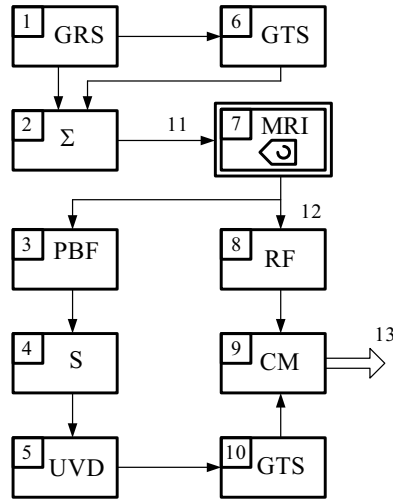 1 GRS
6 GTS
2 Σ
11
7 MRI
12
3 PBF
8 RF
4 S
9 CM
13
5 UVD
10 GTS